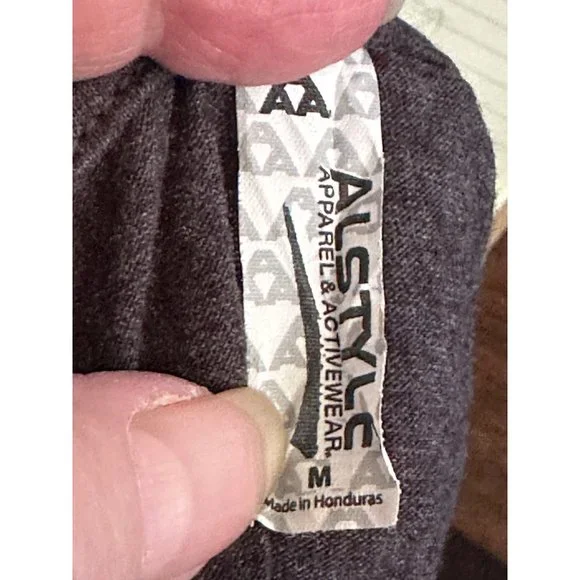 AA
ALSTYLE
APPAREL & ACTIVEWEAR
M
Made in Honduras